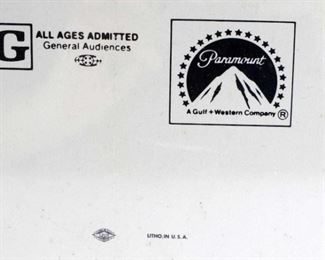 G
ALL AGES ADMITTED
General Audiences
Paramount
A Gulf + Western Company ®
LITHO. IN U. S. A.